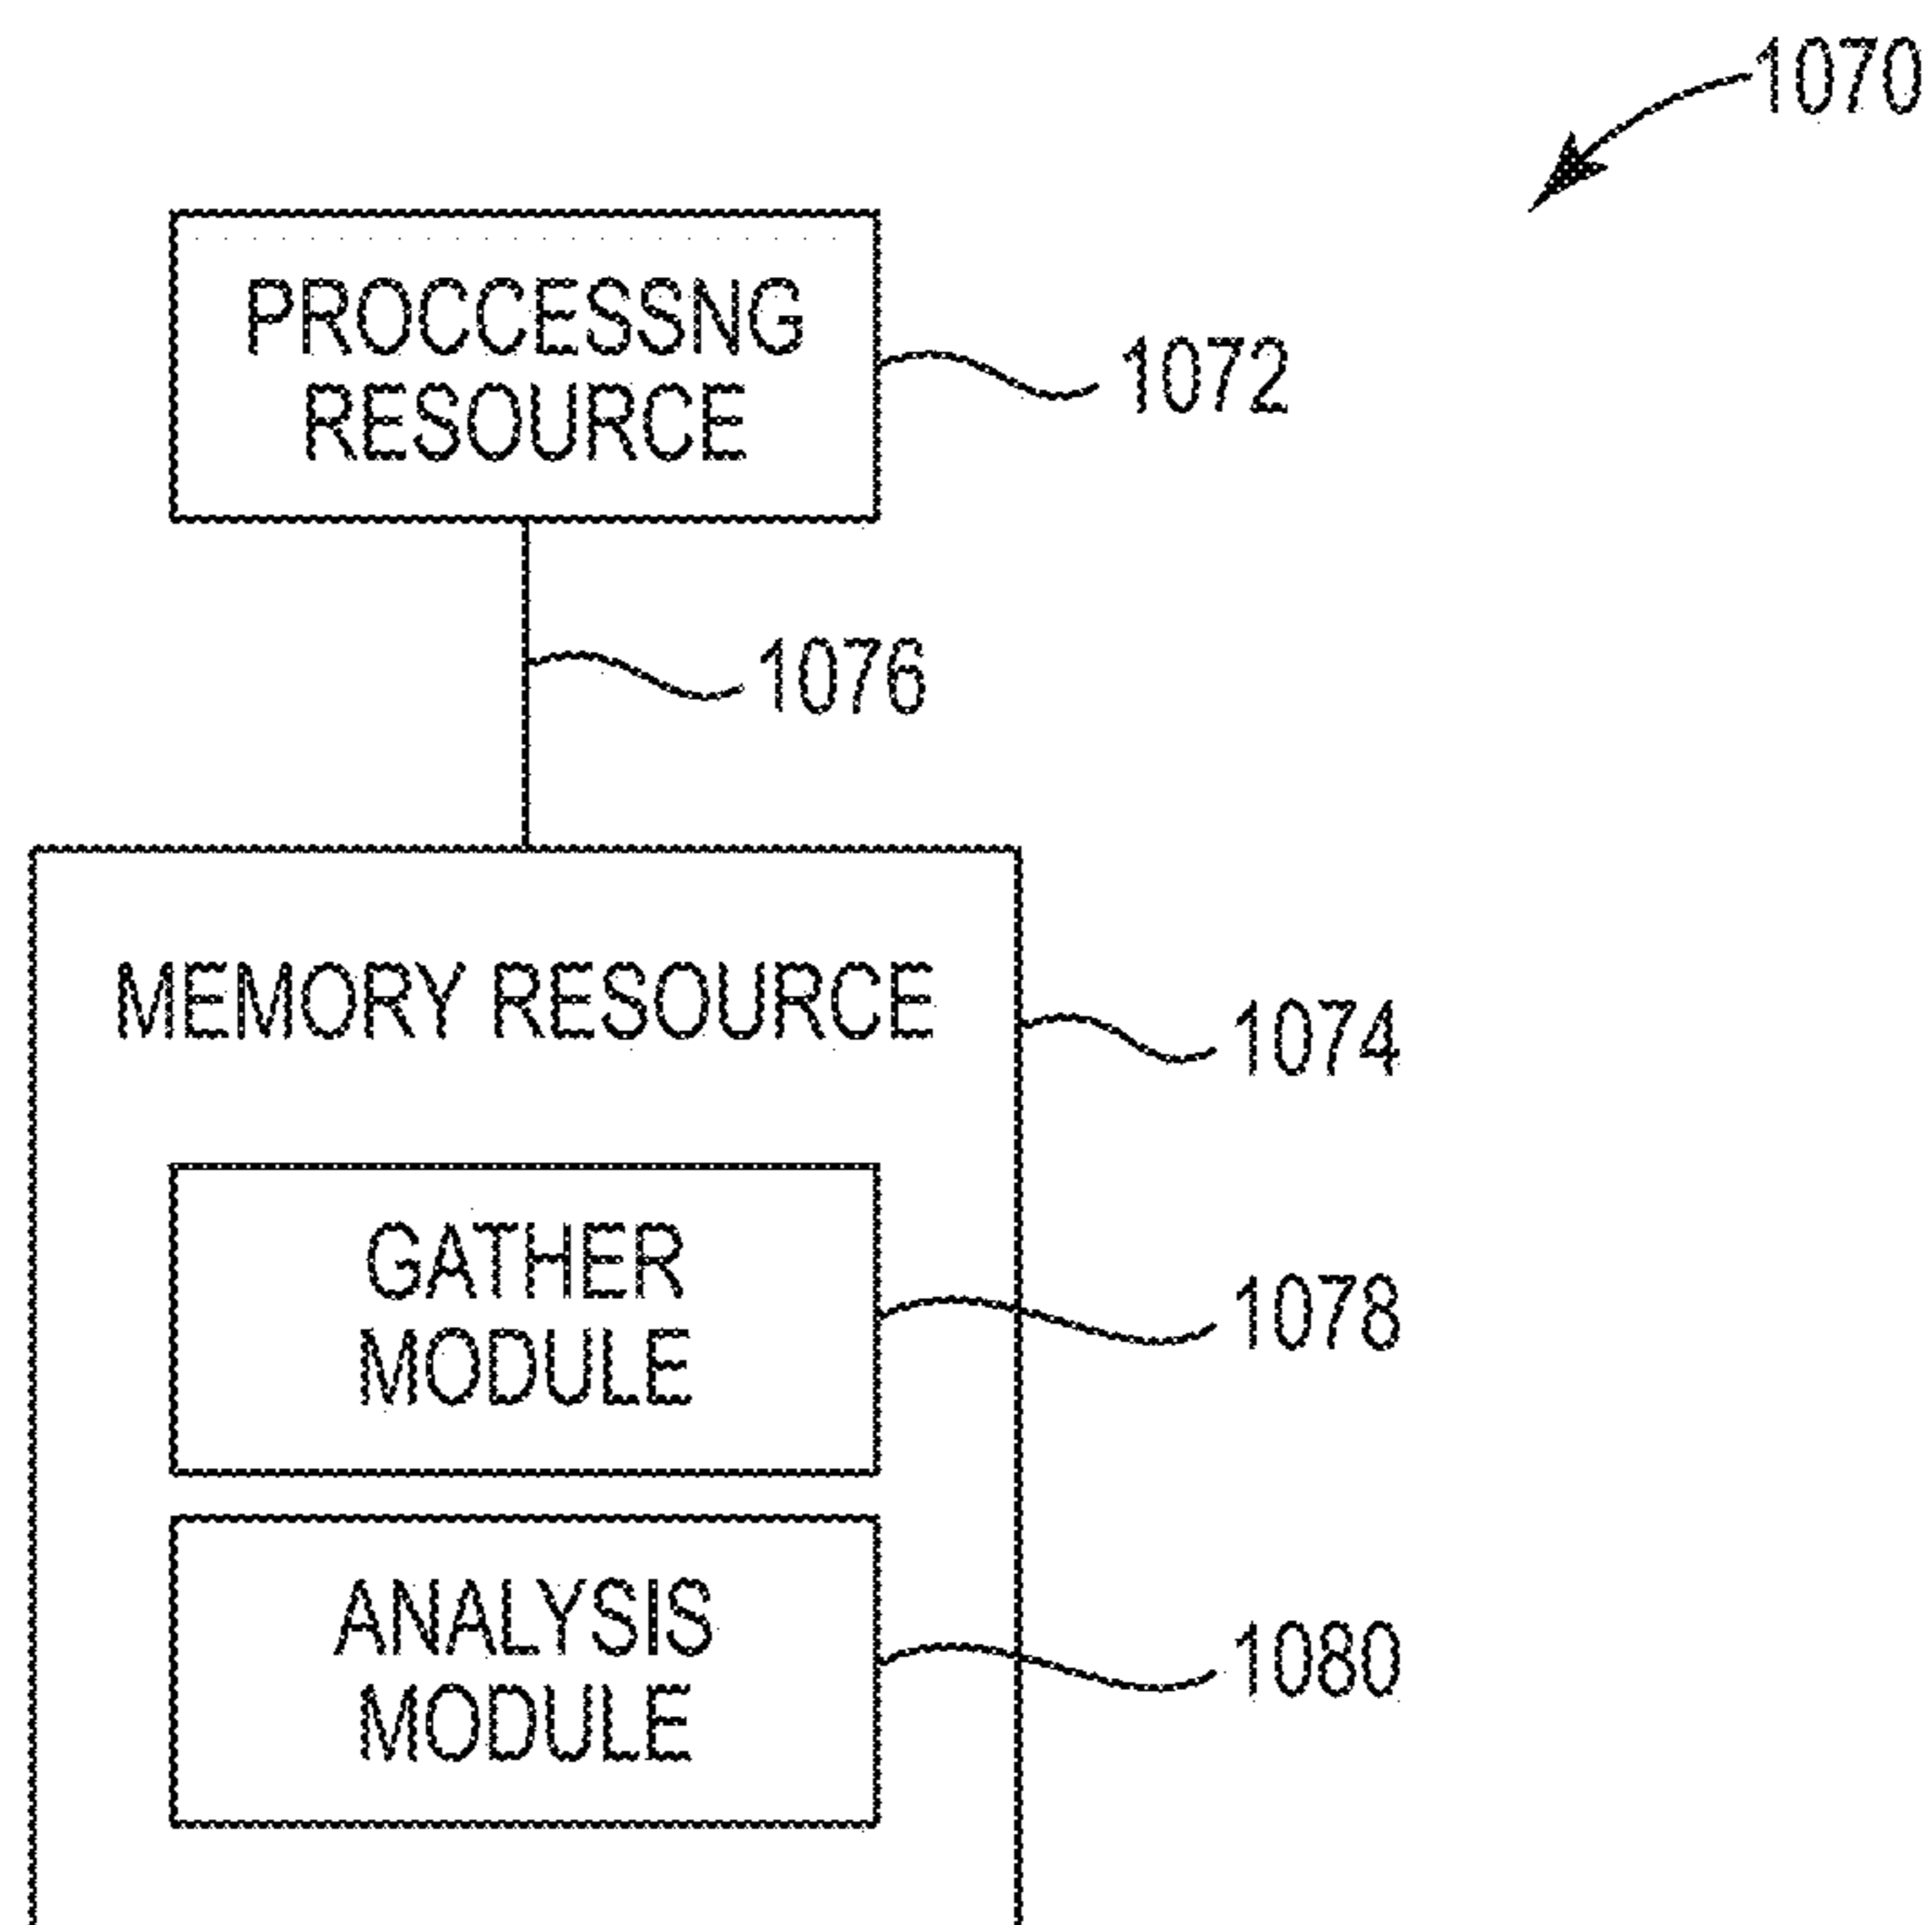 1070
PROCCESSNG
RESOURCE
1072
1076
MEMORY RESOURCE
1074
GATHER
MODULE
1078
ANALYSIS
MODULE
1080